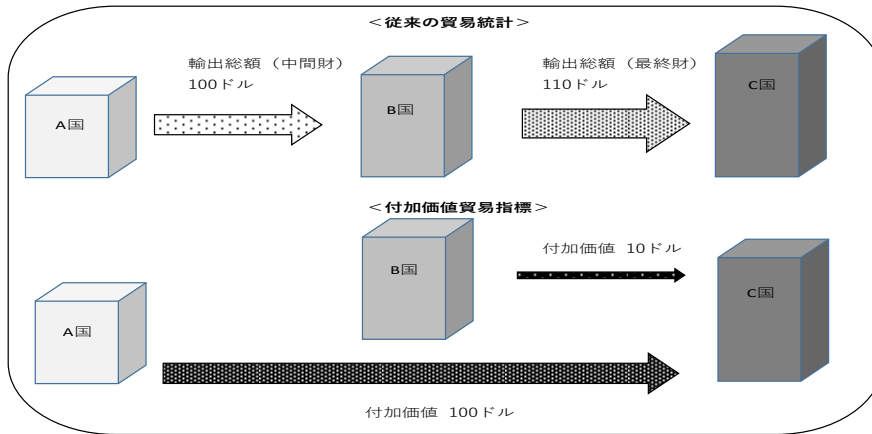 ＜従来の貿易統計＞
輸出総額（中間財）
100ドル
輸出総額（最終財）
110ドル
A国
B国
C国
＜付加価値貿易指標＞
付加価値 10ドル
B国
C国
A国
付加価値 100ドル